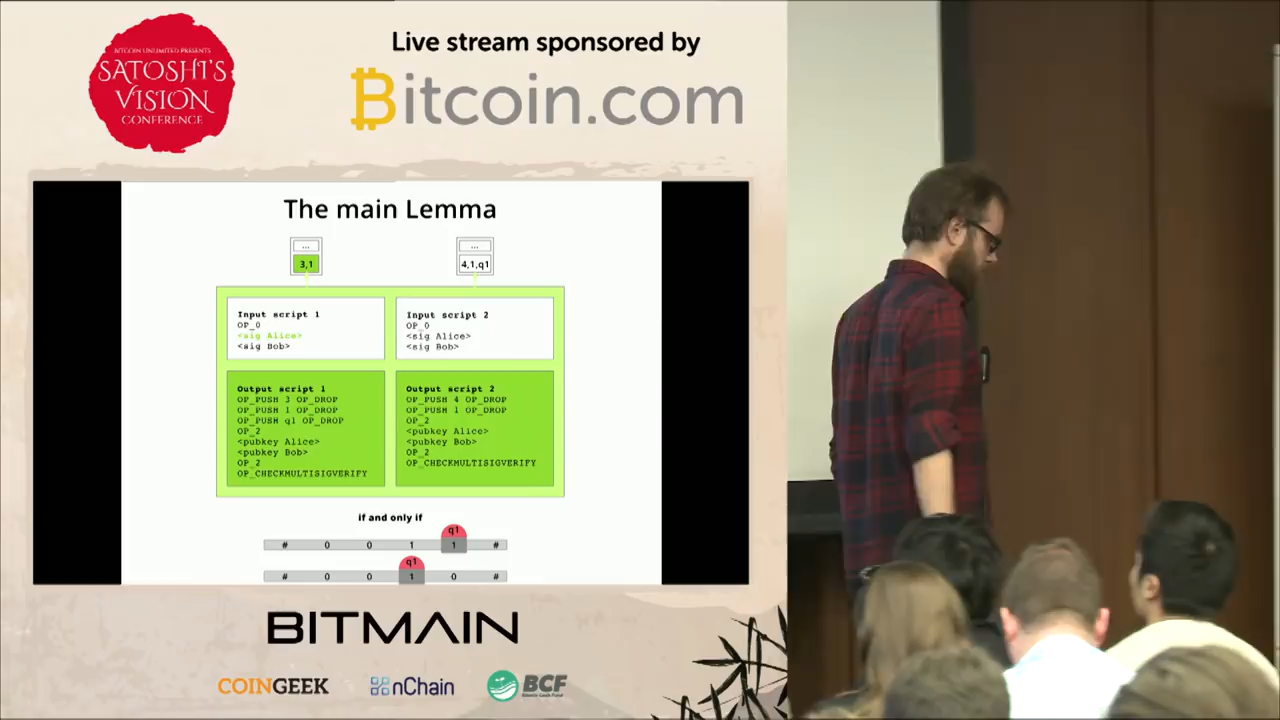 BITCOIN UNLIMITED PRESENTS
SATOSHI'S
VISION
CONFERENCE
Live stream sponsored by
Bitcoin.com
The main Lemma
...
3,1
...
4,1,q1
Input script 1
OP_0
<sig Alice>
<sig Bob>
Input script 2
OP_0
<sig Alice>
<sig Bob>
Output script 1
OP_PUSH 3 OP_DROP
OP_PUSH 1 OP_DROP
OP_PUSH q1 OP_DROP
OP_2
<pubkey Alice>
<pubkey Bob>
OP_2
OP_CHECKMULTISIGVERIFY
Output script 2
OP_PUSH 4 OP_DROP
OP_PUSH 1 OP_DROP
OP_2
<pubkey Alice>
<pubkey Bob>
OP_2
OP_CHECKMULTISIGVERIFY
if and only if
q1
# 0 0 1 1 #
q1
# 0 0 1 0 #
BITMAIN
COINGEEK
nChain
BCF